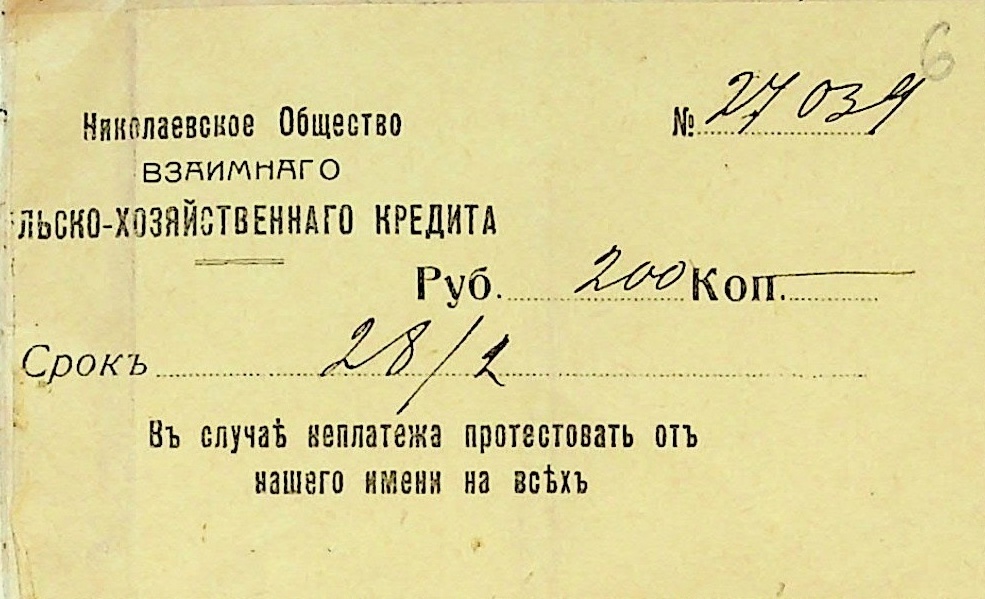 6
Николаевское Общество
№ 27039
ВЗАИМНАГО
ЛЬСКО-ХОЗЯЙСТВЕННАГО КРЕДИТА
Руб. 200 Коп. —
Срокъ 28/2
Въ случаѣ неплатежа протестовать отъ
нашего имени на всѣхъ